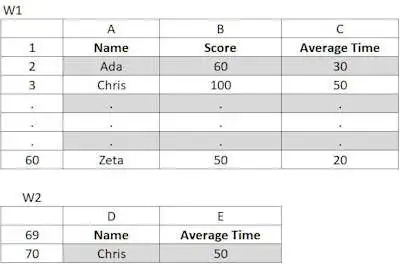 W1
A B C
1 Name Score Average Time
2 Ada 60 30
3 Chris 100 50
. . . .
. . . .
. . . .
60 Zeta 50 20
W2
D E
69 Name Average Time
70 Chris 50